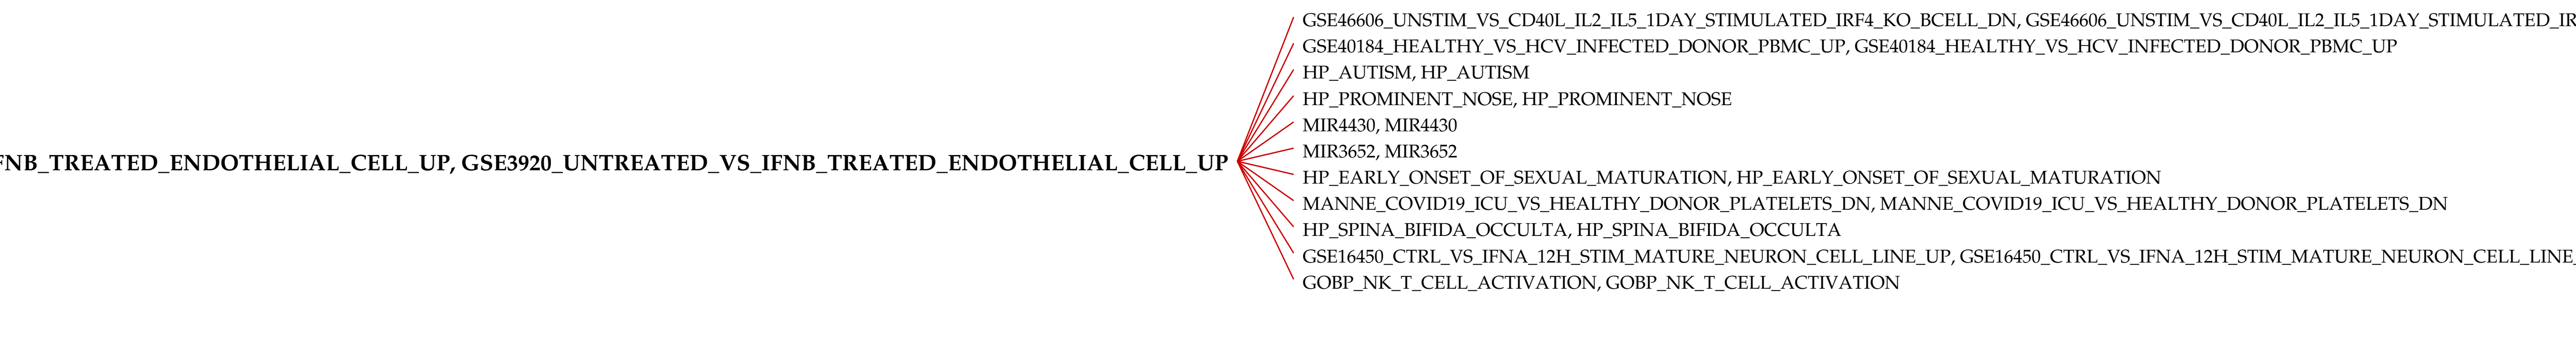 GSE46606_UNSTIM_VS_CD40L_IL2_IL5_1DAY_STIMULATED_IRF4_KO_BCELL_DN, GSE46606_UNSTIM_VS_CD40L_IL2_IL5_1DAY_STIMULATED_IR
GSE40184_HEALTHY_VS_HCV_INFECTED_DONOR_PBMC_UP, GSE40184_HEALTHY_VS_HCV_INFECTED_DONOR_PBMC_UP
HP_AUTISM, HP_AUTISM
HP_PROMINENT_NOSE, HP_PROMINENT_NOSE
MIR4430, MIR4430
MIR3652, MIR3652
FNB_TREATED_ENDOTHELIAL_CELL_UP, GSE3920_UNTREATED_VS_IFNB_TREATED_ENDOTHELIAL_CELL_UP
HP_EARLY_ONSET_OF_SEXUAL_MATURATION, HP_EARLY_ONSET_OF_SEXUAL_MATURATION
MANNE_COVID19_ICU_VS_HEALTHY_DONOR_PLATELETS_DN, MANNE_COVID19_ICU_VS_HEALTHY_DONOR_PLATELETS_DN
HP_SPINA_BIFIDA_OCCULTA, HP_SPINA_BIFIDA_OCCULTA
GSE16450_CTRL_VS_IFNA_12H_STIM_MATURE_NEURON_CELL_LINE_UP, GSE16450_CTRL_VS_IFNA_12H_STIM_MATURE_NEURON_CELL_LINE_
GOBP_NK_T_CELL_ACTIVATION, GOBP_NK_T_CELL_ACTIVATION